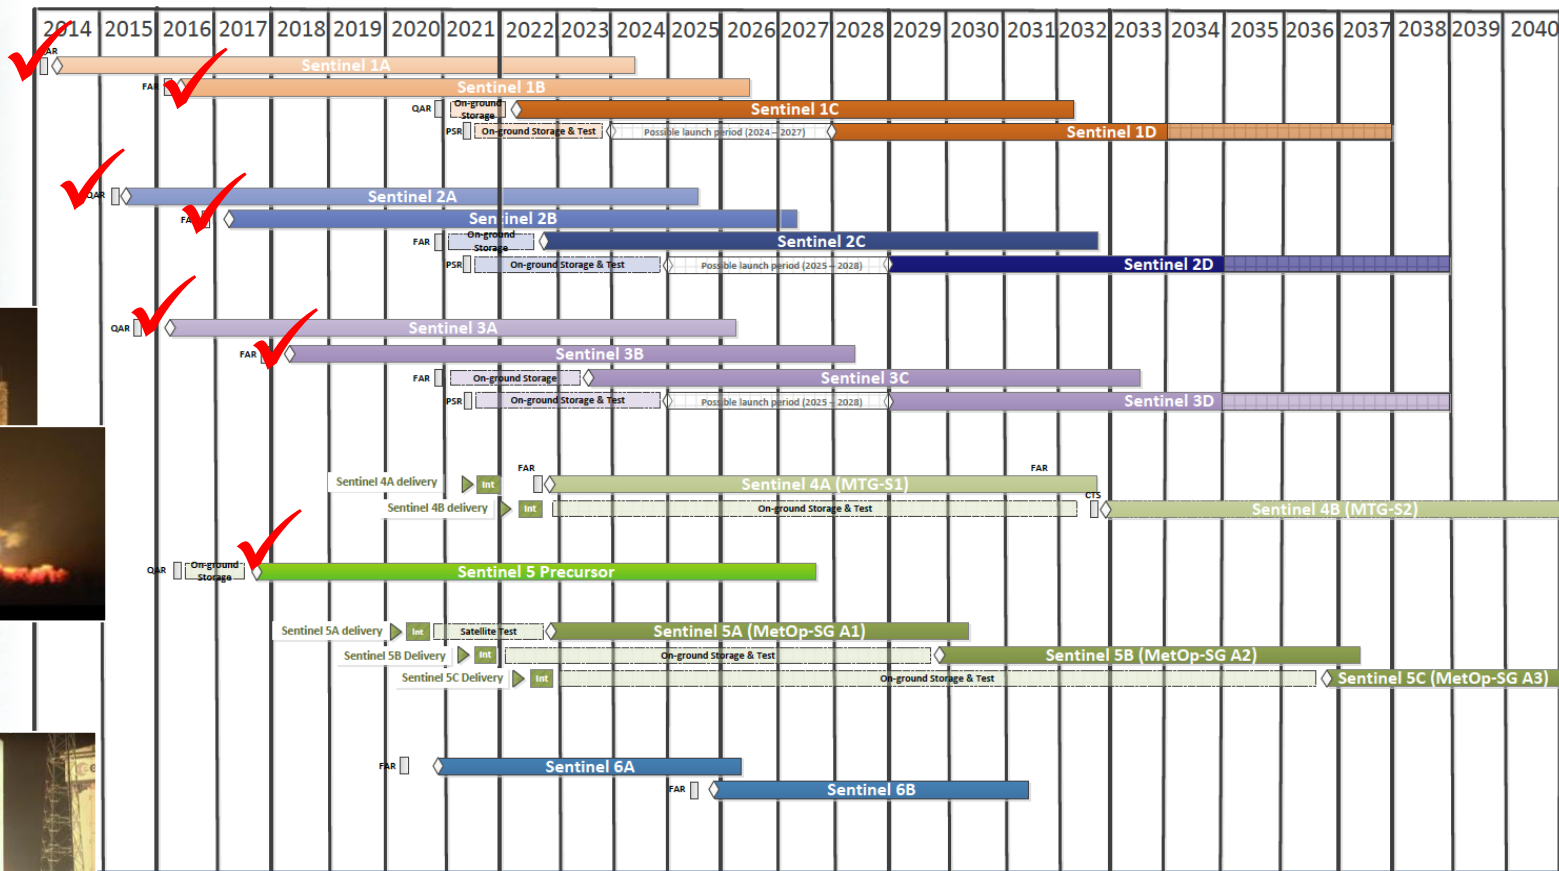 2014 2015 2016 2017 2018 2019 2020 2021 2022 2023 2024 2025 2026 2027 2028 2029 2030 2031 2032 2033 2034 2035 2036 2037 2038 2039 2040
Sentinel 1A
FAR Sentinel 1B
QAR On-ground Storage Sentinel 1C
PSR On-ground Storage & Test Possible launch period (2024 – 2027) Sentinel 1D
QAR Sentinel 2A
Sentinel 2B
FAR On-ground Storage Sentinel 2C
PSR On-ground Storage & Test Possible launch period (2025 – 2028) Sentinel 2D
QAR Sentinel 3A
FAR Sentinel 3B
FAR On-ground Storage Sentinel 3C
PSR On-ground Storage & Test Possible launch period (2025 – 2028) Sentinel 3D
FAR FAR
Sentinel 4A delivery Int Sentinel 4A (MTG-S1)
CTS
Sentinel 4B delivery Int On-ground Storage & Test Sentinel 4B (MTG-S2)
QAR On-ground Storage Sentinel 5 Precursor
Sentinel 5A delivery Int Satellite Test Sentinel 5A (MetOp-SG A1)
Sentinel 5B Delivery Int On-ground Storage & Test Sentinel 5B (MetOp-SG A2)
Sentinel 5C Delivery Int On-ground Storage & Test Sentinel 5C (MetOp-SG A3)
FAR Sentinel 6A
FAR Sentinel 6B